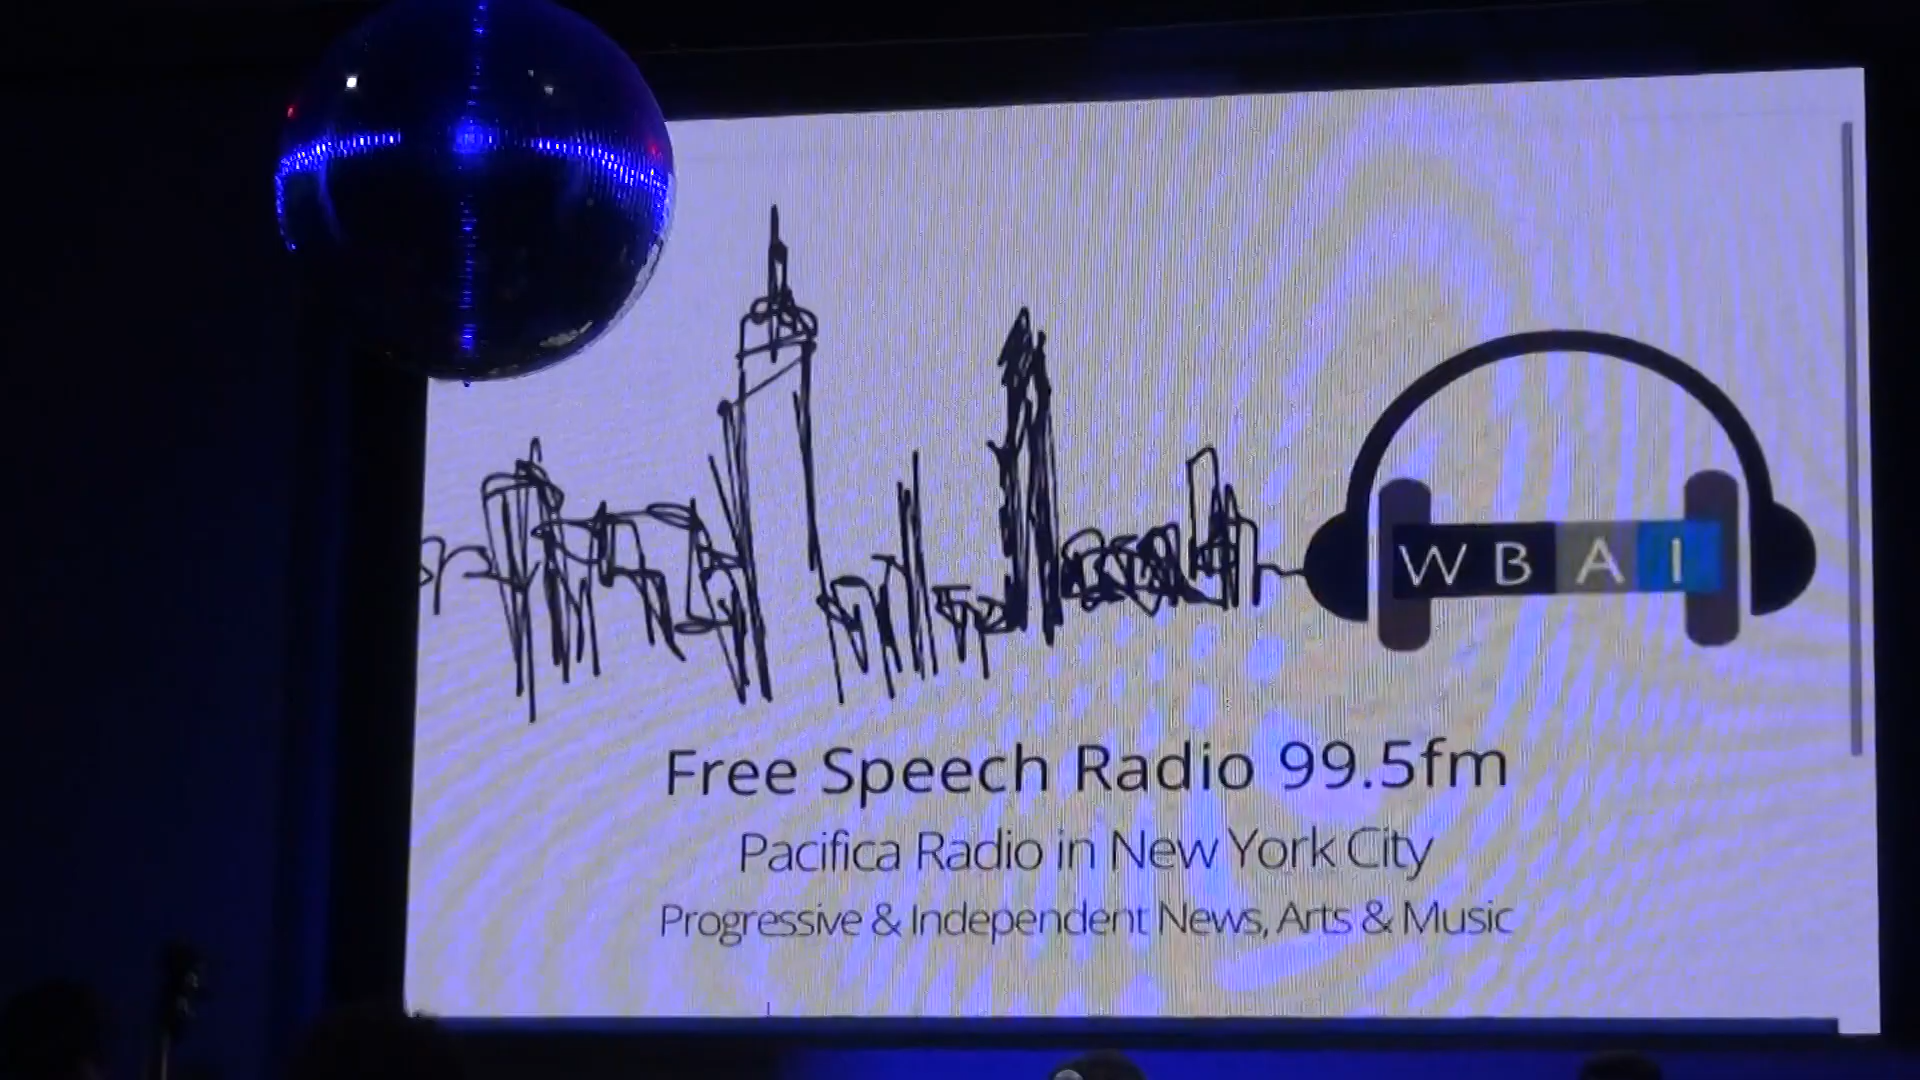 WBAI
Free Speech Radio 99.5fm
Pacifica Radio in New York City
Progressive & Independent News, Arts & Music